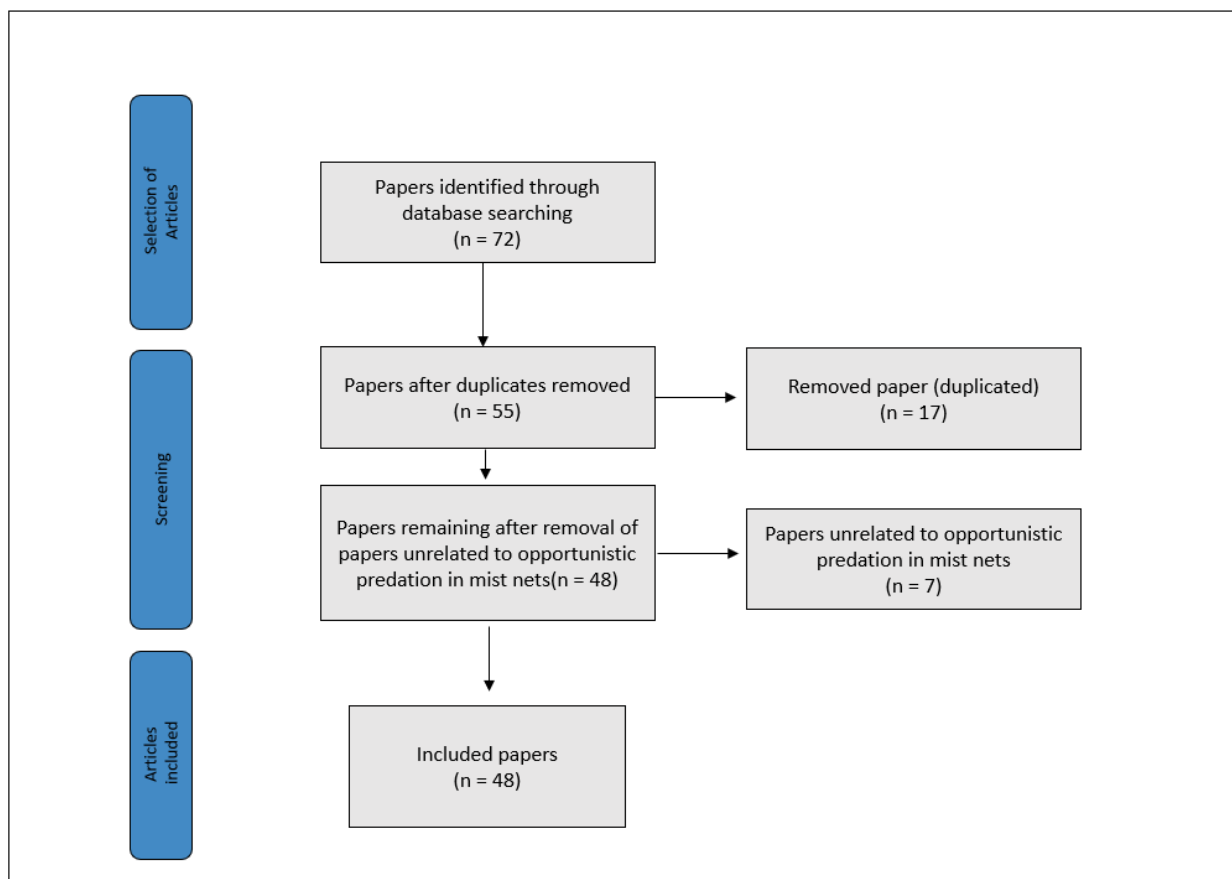 Selection of
Articles
Papers identified through
database searching
(n = 72)
Screening
Papers after duplicates removed
(n = 55)
Removed paper (duplicated)
(n = 17)
Papers remaining after removal of
papers unrelated to opportunistic
predation in mist nets(n = 48)
Papers unrelated to opportunistic
predation in mist nets
(n = 7)
Articles
included
Included papers
(n = 48)